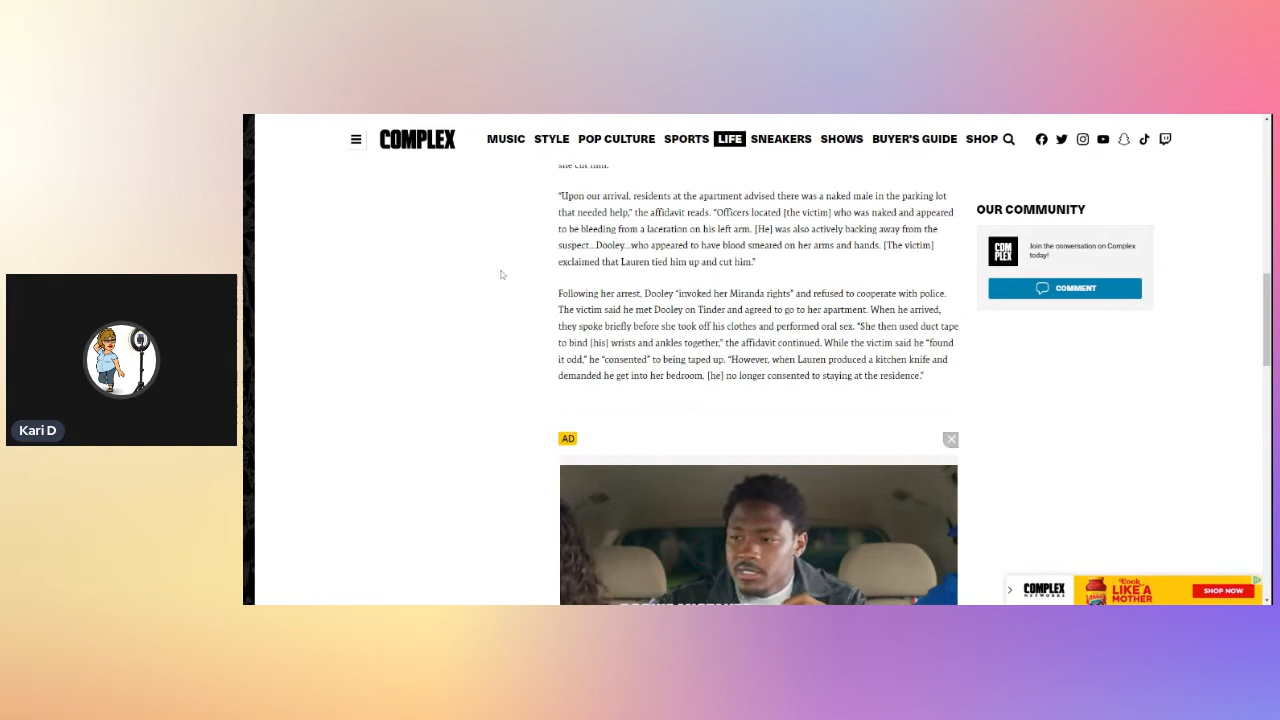 COMPLEX
MUSIC STYLE POP CULTURE SPORTS LIFE SNEAKERS SHOWS BUYER'S GUIDE SHOP
she cut him.
“Upon our arrival, residents at the apartment advised there was a naked male in the parking lot
that needed help,” the affidavit reads. “Officers located [the victim] who was naked and appeared
to be bleeding from a laceration on his left arm. [He] was also actively backing away from the
suspect...Dooley...who appeared to have blood smeared on her arms and hands. [The victim]
exclaimed that Lauren tied him up and cut him.”
Following her arrest, Dooley “invoked her Miranda rights” and refused to cooperate with police.
The victim said he met Dooley on Tinder and agreed to go to her apartment. When he arrived,
they spoke briefly before she took off his clothes and performed oral sex. “She then used duct tape
to bind [his] wrists and ankles together,” the affidavit continued. While the victim said he “found
it odd,” he “consented” to being taped up. “However, when Lauren produced a kitchen knife and
demanded he get into her bedroom, [he] no longer consented to staying at the residence.”
AD
OUR COMMUNITY
COM
PLEX
Join the conversation on Complex
today!
COMMENT
Kari D
COMPLEX
NETWORKS
Cook
LIKE A
MOTHER
SHOP NOW